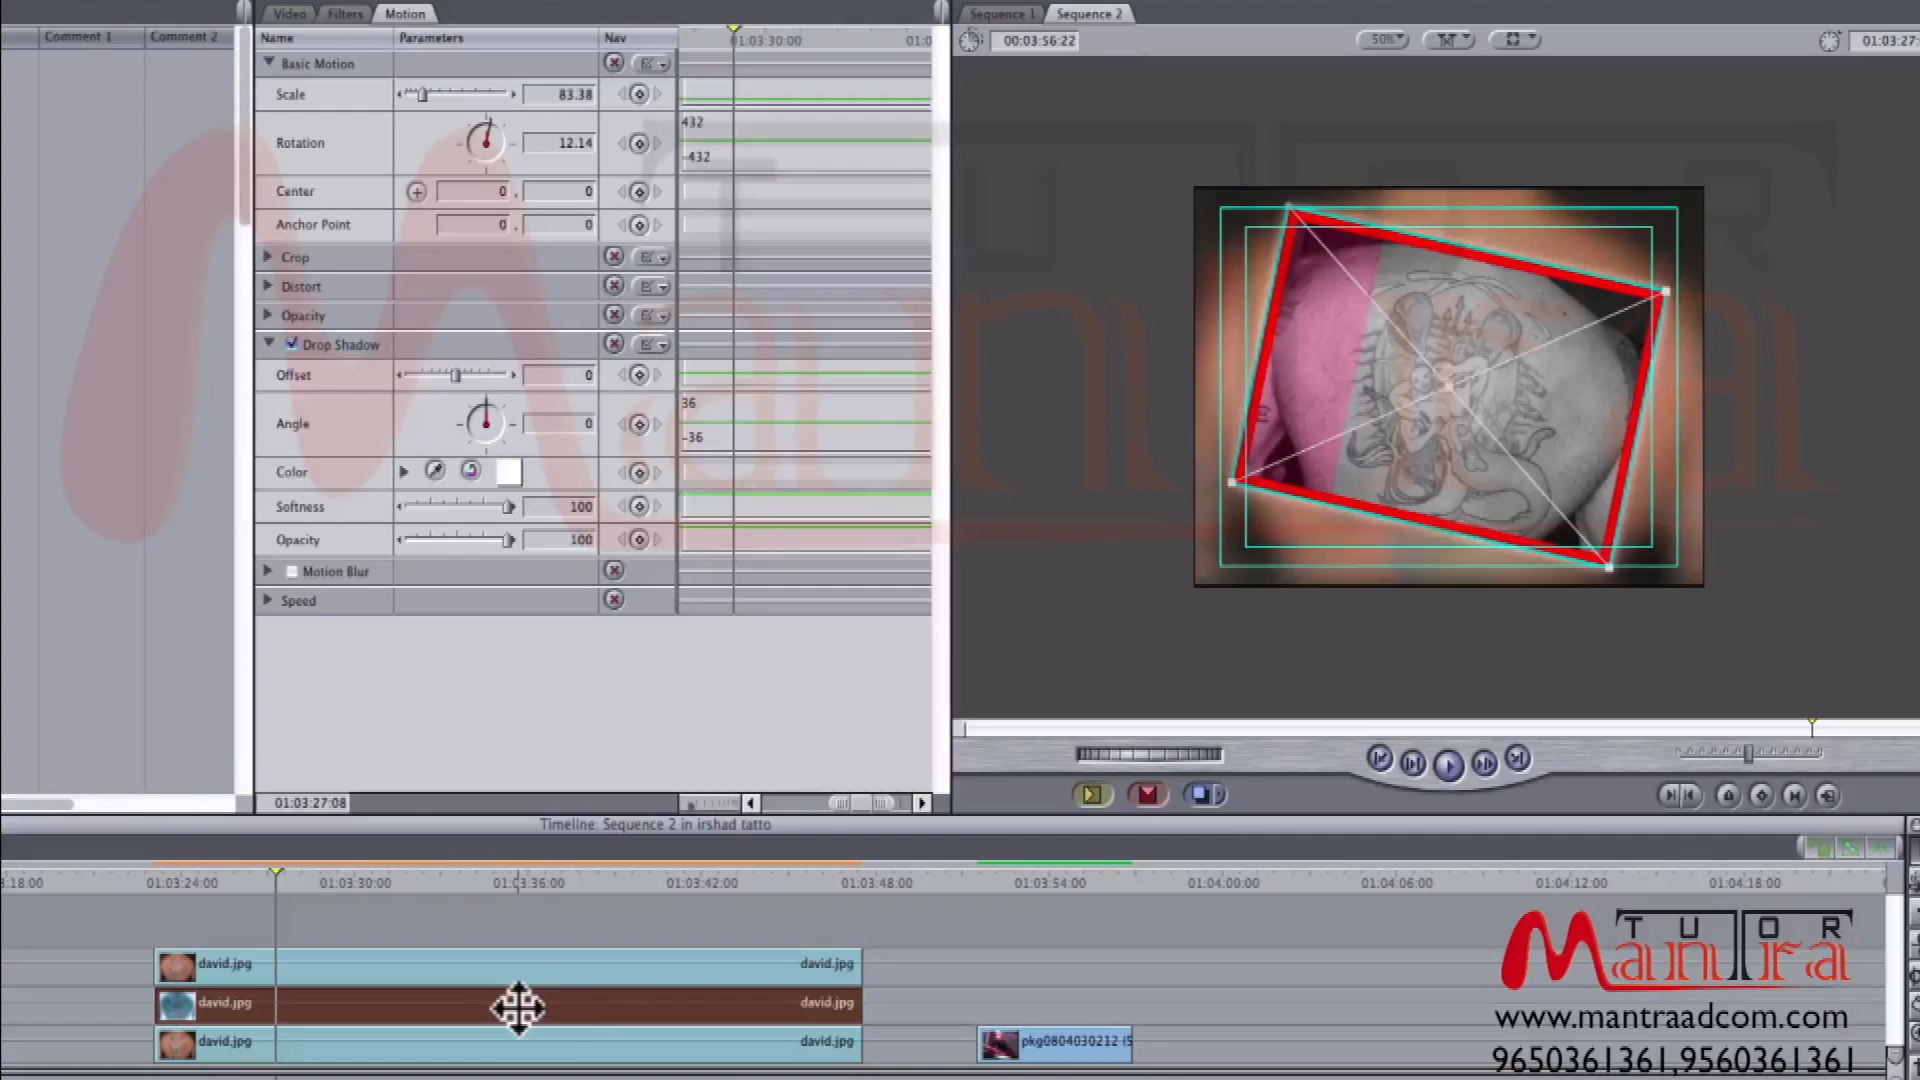 Video Filters Motion
Sequence 1 Sequence 2
Comment 1 Comment 2
Name Parameters Nav
01:03:30:00
00:03:56:22
50%
Basic Motion
Scale 83.38
Rotation 12.14
432
-432
Center 0 , 0
Anchor Point 0 , 0
Crop
Distort
Opacity
Drop Shadow
Offset 0
Angle 0
36
-36
Color
Softness 100
Opacity 100
Motion Blur
Speed
01:03:27:08
Timeline: Sequence 2 in irshad tatto
3:18:00 01:03:24:00 01:03:30:00 01:03:36:00 01:03:42:00 01:03:48:00 01:03:54:00 01:04:00:00 01:04:06:00 01:04:12:00 01:04:18:00
david.jpg david.jpg
david.jpg david.jpg
david.jpg david.jpg
pkg0804030212 (S
TUTOR
Mantra
www.mantraadcom.com
9650361361,9560361361